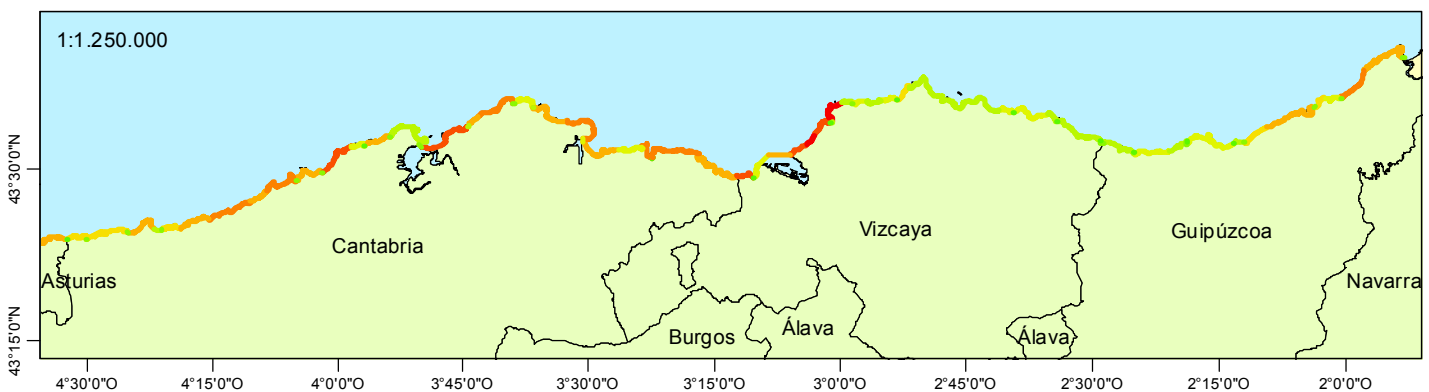 1:1.250.000
43°30'0"N
43°15'0"N
Cantabria
Vizcaya
Guipúzcoa
Asturias
Navarra
Burgos
Álava
Álava
4°30'0"O
4°15'0"O
4°0'0"O
3°45'0"O
3°30'0"O
3°15'0"O
3°0'0"O
2°45'0"O
2°30'0"O
2°15'0"O
2°0'0"O